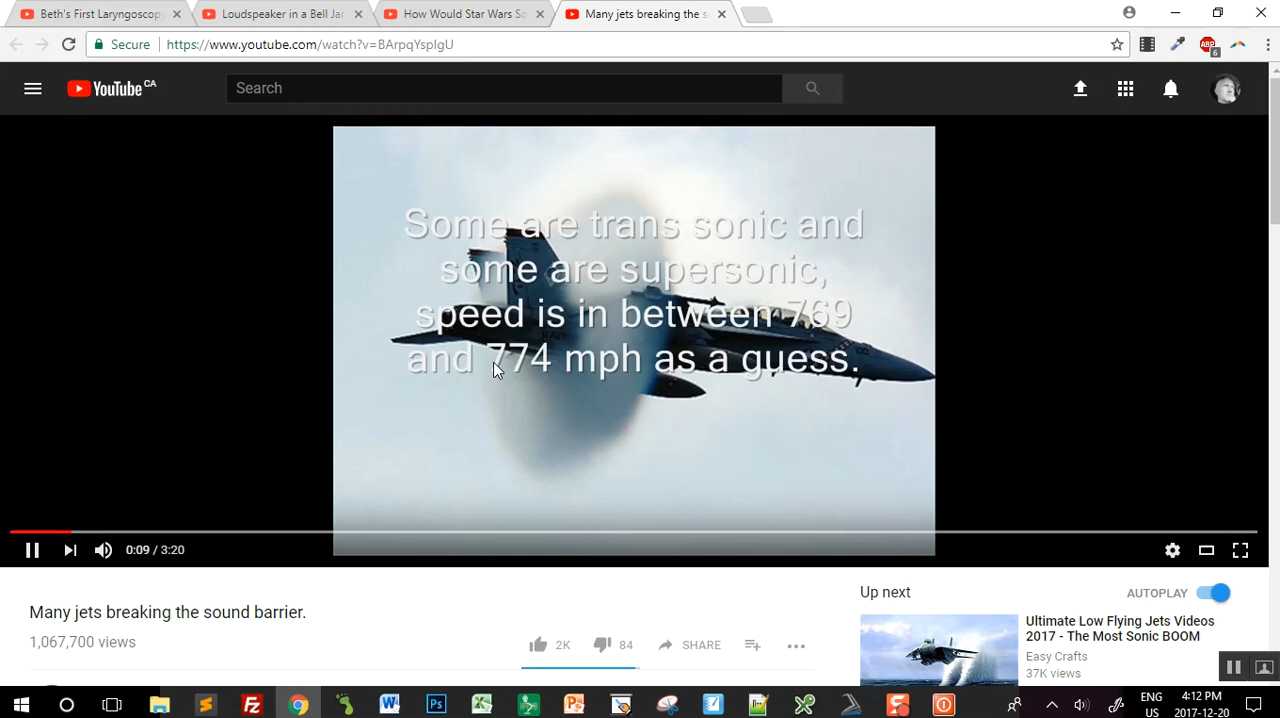 Beth's First Laryngoscopy
Loudspeaker in a Bell Jar
How Would Star Wars So
Many jets breaking the s
Secure
https://www.youtube.com/watch?v=BArpqYspIgU
ABP
6
YouTube CA
Search
Some are trans sonic and
some are supersonic,
speed is in between 769
and 774 mph as a guess.
0:09 / 3:20
Many jets breaking the sound barrier.
1,067,700 views
2K
84
SHARE
Up next
AUTOPLAY
Ultimate Low Flying Jets Videos
2017 - The Most Sonic BOOM
Easy Crafts
37K views
ENG
US
4:12 PM
2017-12-20